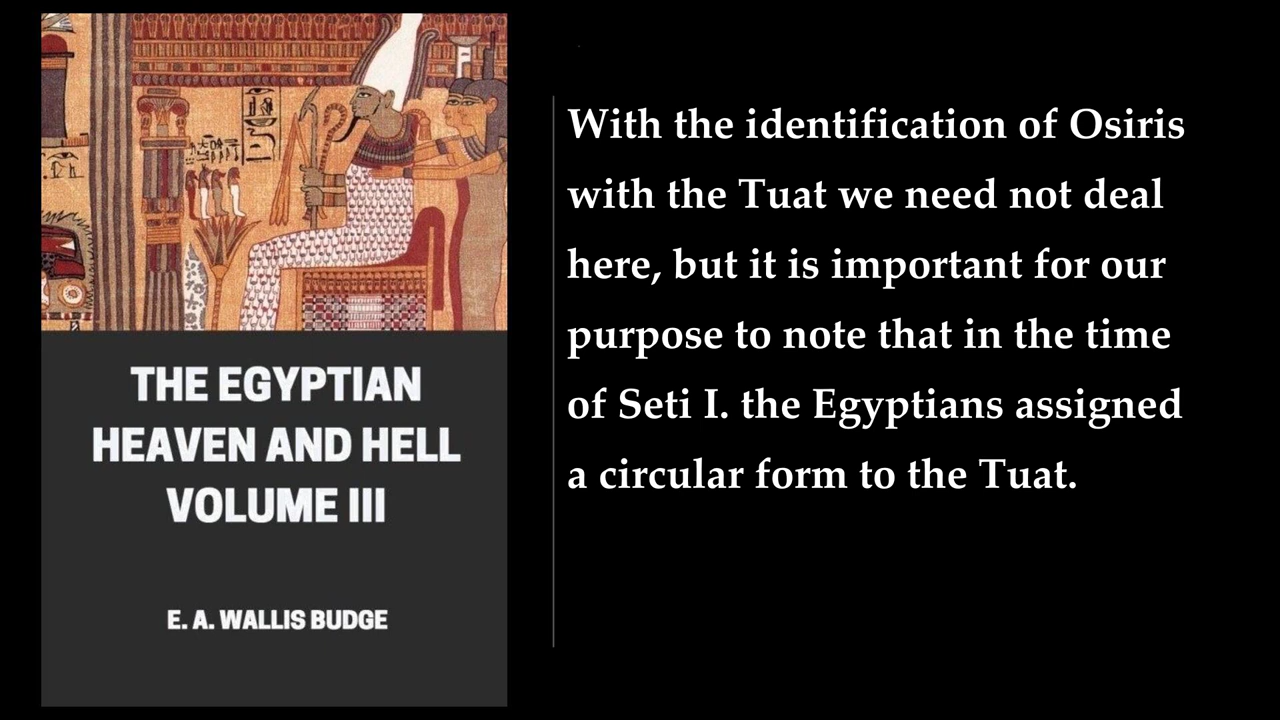 THE EGYPTIAN
HEAVEN AND HELL
VOLUME III
E. A. WALLIS BUDGE
With the identification of Osiris
with the Tuat we need not deal
here, but it is important for our
purpose to note that in the time
of Seti I. the Egyptians assigned
a circular form to the Tuat.